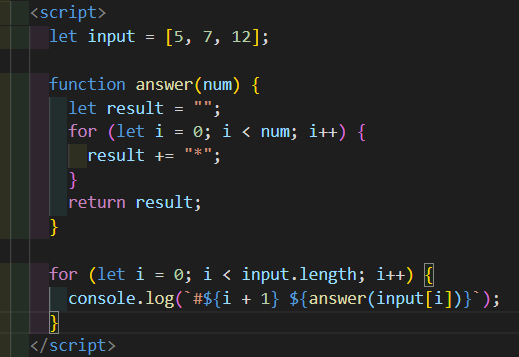 <script>
let input = [5, 7, 12];
function answer(num) {
let result = "";
for (let i = 0; i < num; i++) {
result += "*";
}
return result;
}
for (let i = 0; i < input.length; i++) {
console.log(`#${i + 1} ${answer(input[i])}`);
}
</script>